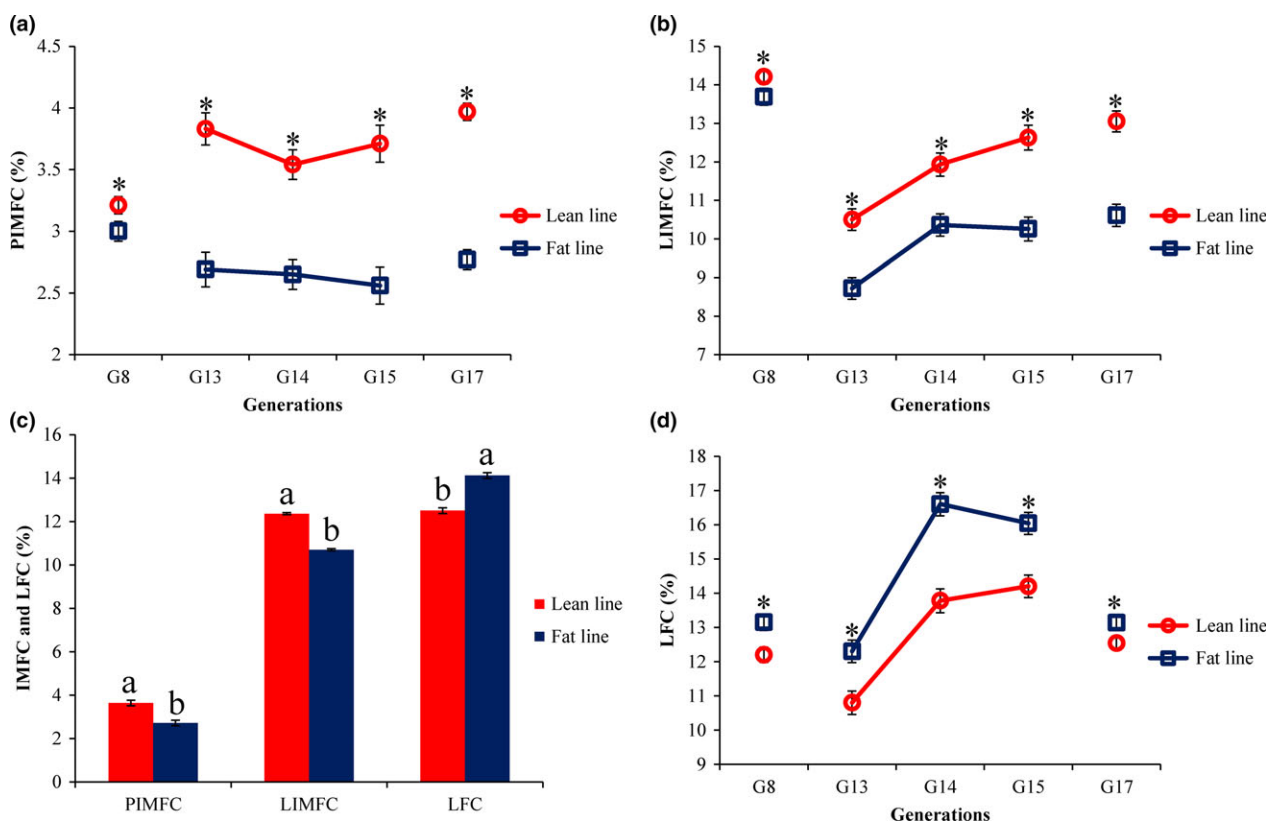 (a)
4.5
4
3.5
3
2.5
2
PIMFC (%)
* * * * *
G8 G13 G14 G15 G17
Generations
Lean line
Fat line
(b)
15
14
13
12
11
10
9
8
7
LIMFC (%)
* * * * *
G8 G13 G14 G15 G17
Generations
Lean line
Fat line
(c)
16
14
12
10
8
6
4
2
0
IMFC and LFC (%)
a b a b b a
PIMFC LIMFC LFC
Lean line
Fat line
(d)
18
17
16
15
14
13
12
11
10
9
LFC (%)
* * * * *
G8 G13 G14 G15 G17
Generations
Lean line
Fat line